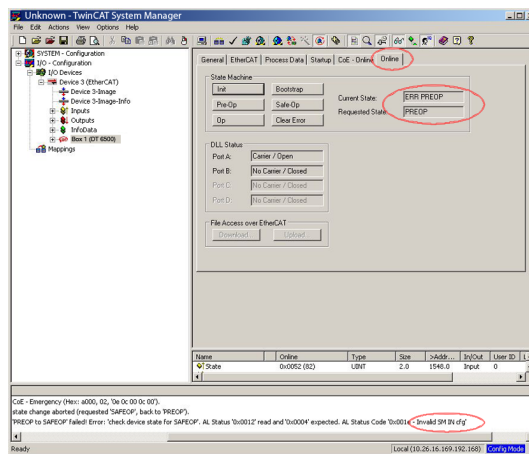 Unknown - TwinCAT System Manager
File Edit Actions View Options Help
SYSTEM - Configuration
I/O - Configuration
I/O Devices
Device 3 (EtherCAT)
Device 3-Image
Device 3-Image-Info
Inputs
Outputs
InfoData
Box 1 (DT 6500)
Mappings
General EtherCAT Process Data Startup CoE - Online Online
State Machine
Init Bootstrap
Pre-Op Safe-Op
Op Clear Error
Current State: ERR PREOP
Requested State: PREOP
DLL Status
Port A: Carrier / Open
Port B: No Carrier / Closed
Port C: No Carrier / Closed
Port D: No Carrier / Closed
File Access over EtherCAT
Download... Upload...
Name Online Type Size >Addr... In/Out User ID
State 0x0052 (82) UINT 2.0 1548.0 Input 0
CoE - Emergency (Hex: a000, 02, '0e 0c 00 0c 00').
state change aborted (requested 'SAFEOP', back to 'PREOP').
'PREOP to SAFEOP' failed! Error: 'check device state for SAFEOP'. AL Status '0x0012' read and '0x0004' expected. AL Status Code '0x001e - Invalid SM IN cfg'
Ready Local (10.26.16.169.192.168) Config Mode